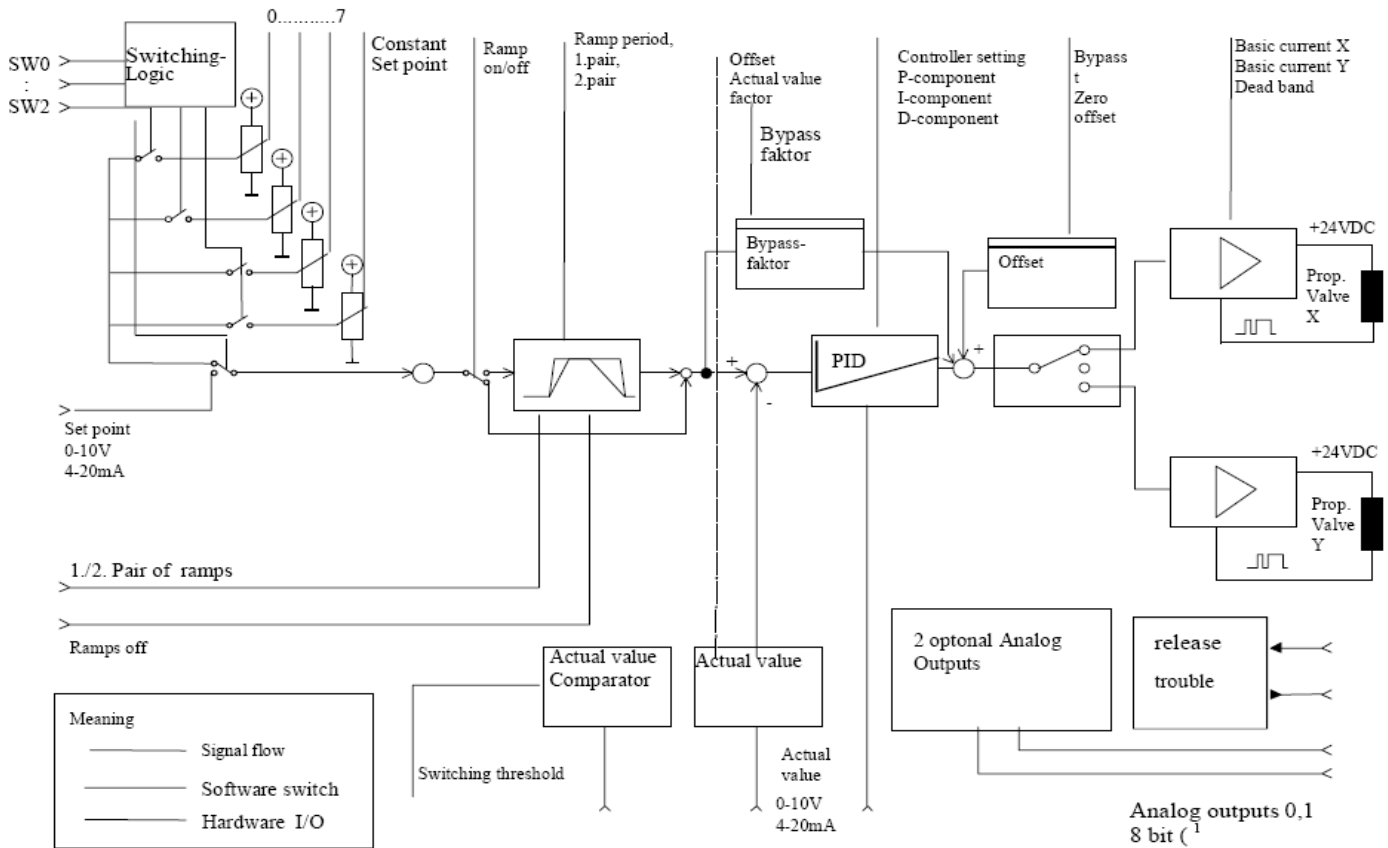 0...........7
SW0
:
SW2
Switching-
Logic
Constant
Set point
Ramp
on/off
Ramp period,
1.pair,
2.pair
Offset
Actual value
factor
Bypass
faktor
Controller setting
P-component
I-component
D-component
Bypass
t
Zero
offset
Basic current X
Basic current Y
Dead band
Bypass-
faktor
Offset
+24VDC
Prop.
Valve
X
PID
+
-
+
Set point
0-10V
4-20mA
+24VDC
Prop.
Valve
Y
1./2. Pair of ramps
Ramps off
Actual value
Comparator
Actual value
2 optonal Analog
Outputs
release
trouble
Meaning
Signal flow
Software switch
Hardware I/O
Switching threshold
Actual
value
0-10V
4-20mA
Analog outputs 0,1
8 bit ( 1